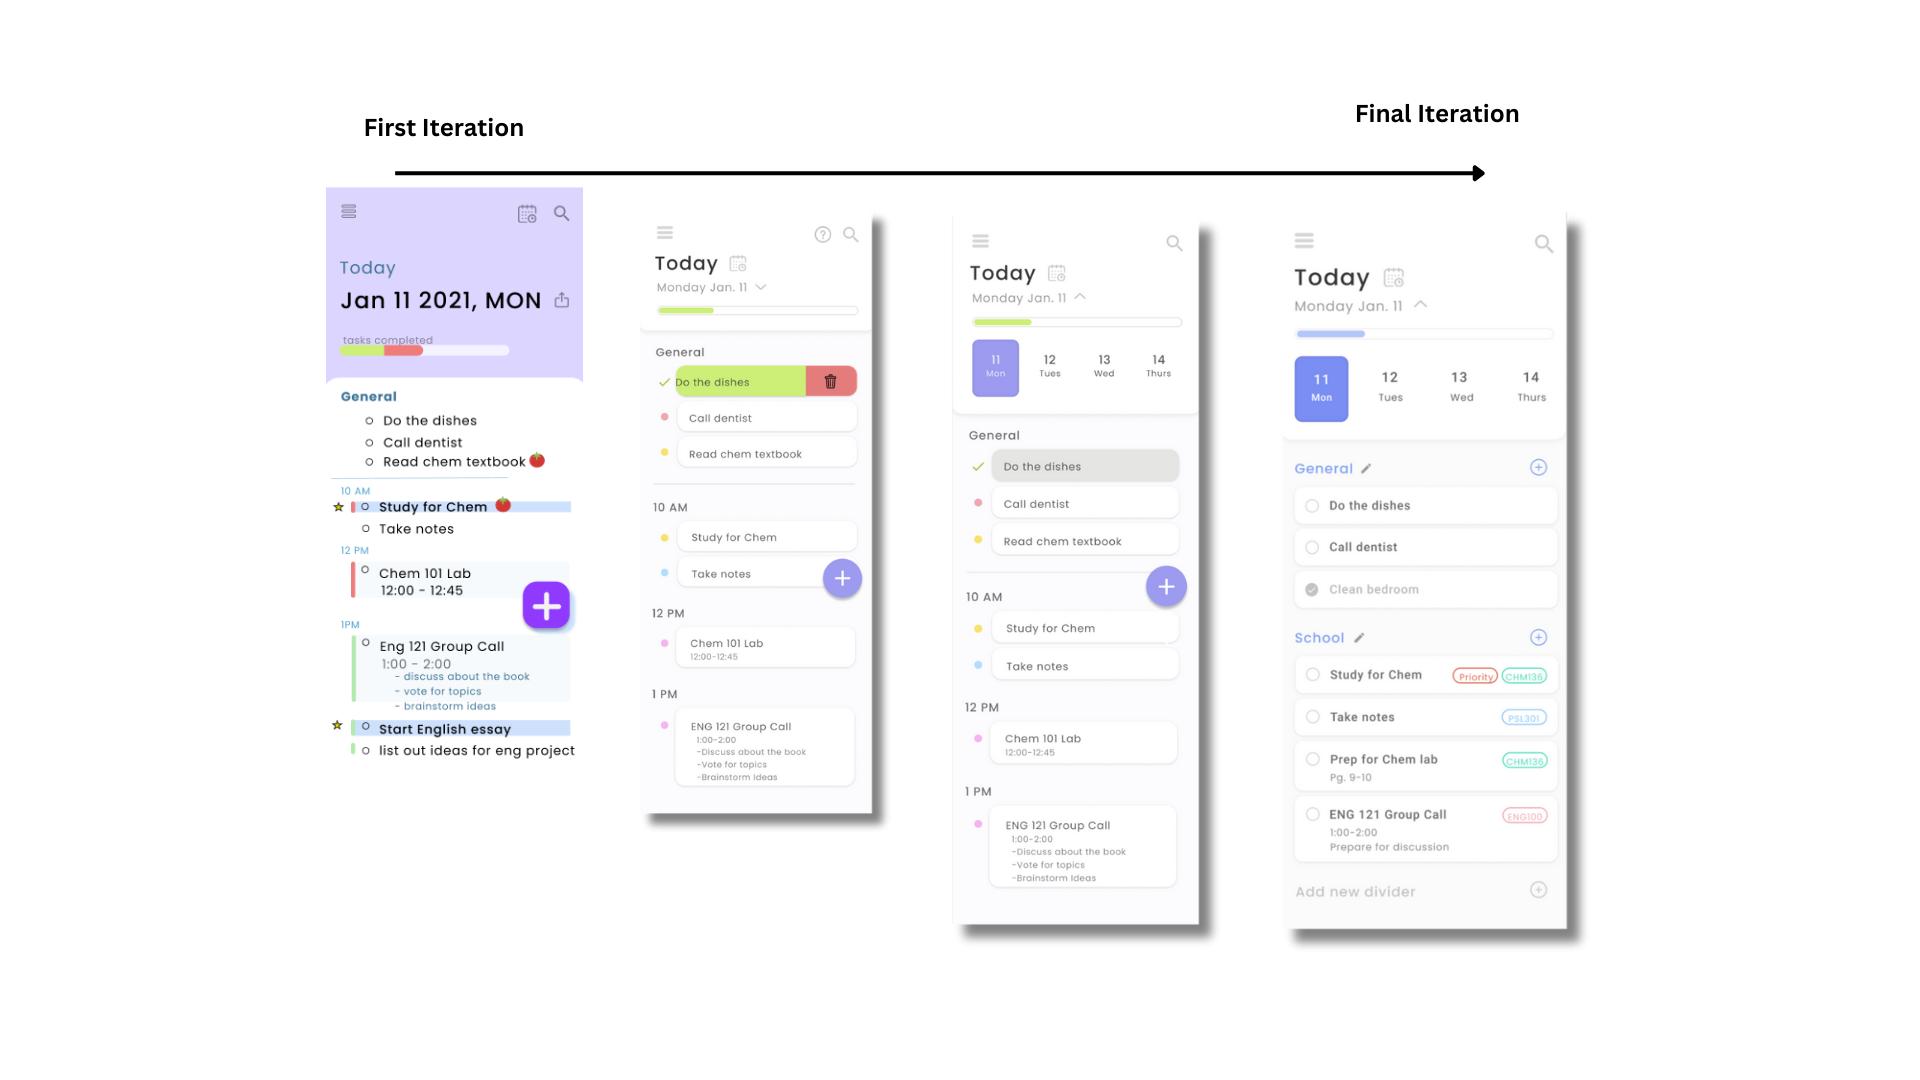 First Iteration
Final Iteration
Today
Jan 11 2021, MON
tasks completed
General
Do the dishes
Call dentist
Read chem textbook
10 AM
Study for Chem
Take notes
12 PM
Chem 101 Lab
12:00 - 12:45
1PM
Eng 121 Group Call
1:00 - 2:00
- discuss about the book
- vote for topics
- brainstorm ideas
Start English essay
list out ideas for eng project
Today
Monday Jan. 11
General
Do the dishes
Call dentist
Read chem textbook
10 AM
Study for Chem
Take notes
12 PM
Chem 101 Lab
12:00-12:45
1 PM
ENG 121 Group Call
1:00-2:00
-Discuss about the book
-Vote for topics
-Brainstorm Ideas
Today
Monday Jan. 11
11 12 13 14
Mon Tues Wed Thurs
General
Do the dishes
Call dentist
Read chem textbook
10 AM
Study for Chem
Take notes
12 PM
Chem 101 Lab
12:00-12:45
1 PM
ENG 121 Group Call
1:00-2:00
-Discuss about the book
-Vote for topics
-Brainstorm Ideas
Today
Monday Jan. 11
11 12 13 14
Mon Tues Wed Thurs
General
Do the dishes
Call dentist
Clean bedroom
School
Study for Chem Priority CHM136
Take notes PSL301
Prep for Chem lab CHM136
Pg. 9-10
ENG 121 Group Call ENG100
1:00-2:00
Prepare for discussion
Add new divider